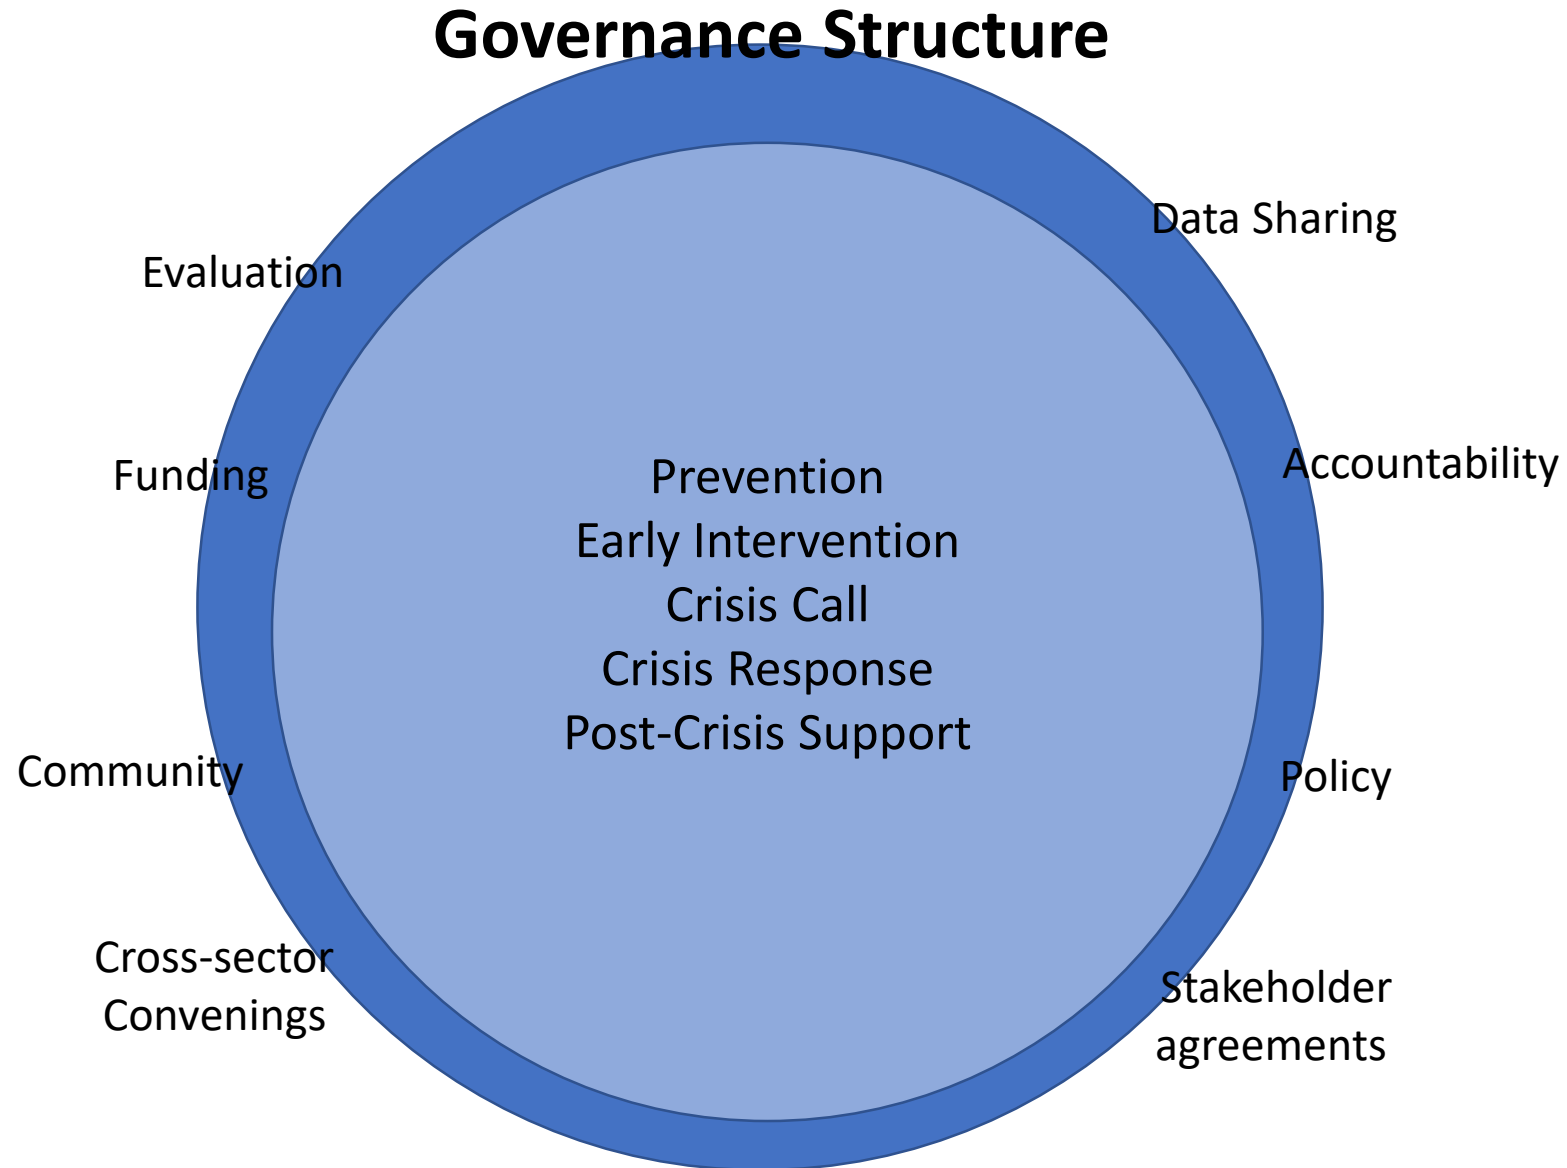 Governance Structure
Data Sharing
Evaluation
Funding
Accountability
Prevention
Early Intervention
Crisis Call
Crisis Response
Post-Crisis Support
Community
Policy
Cross-sector
Convenings
Stakeholder
agreements